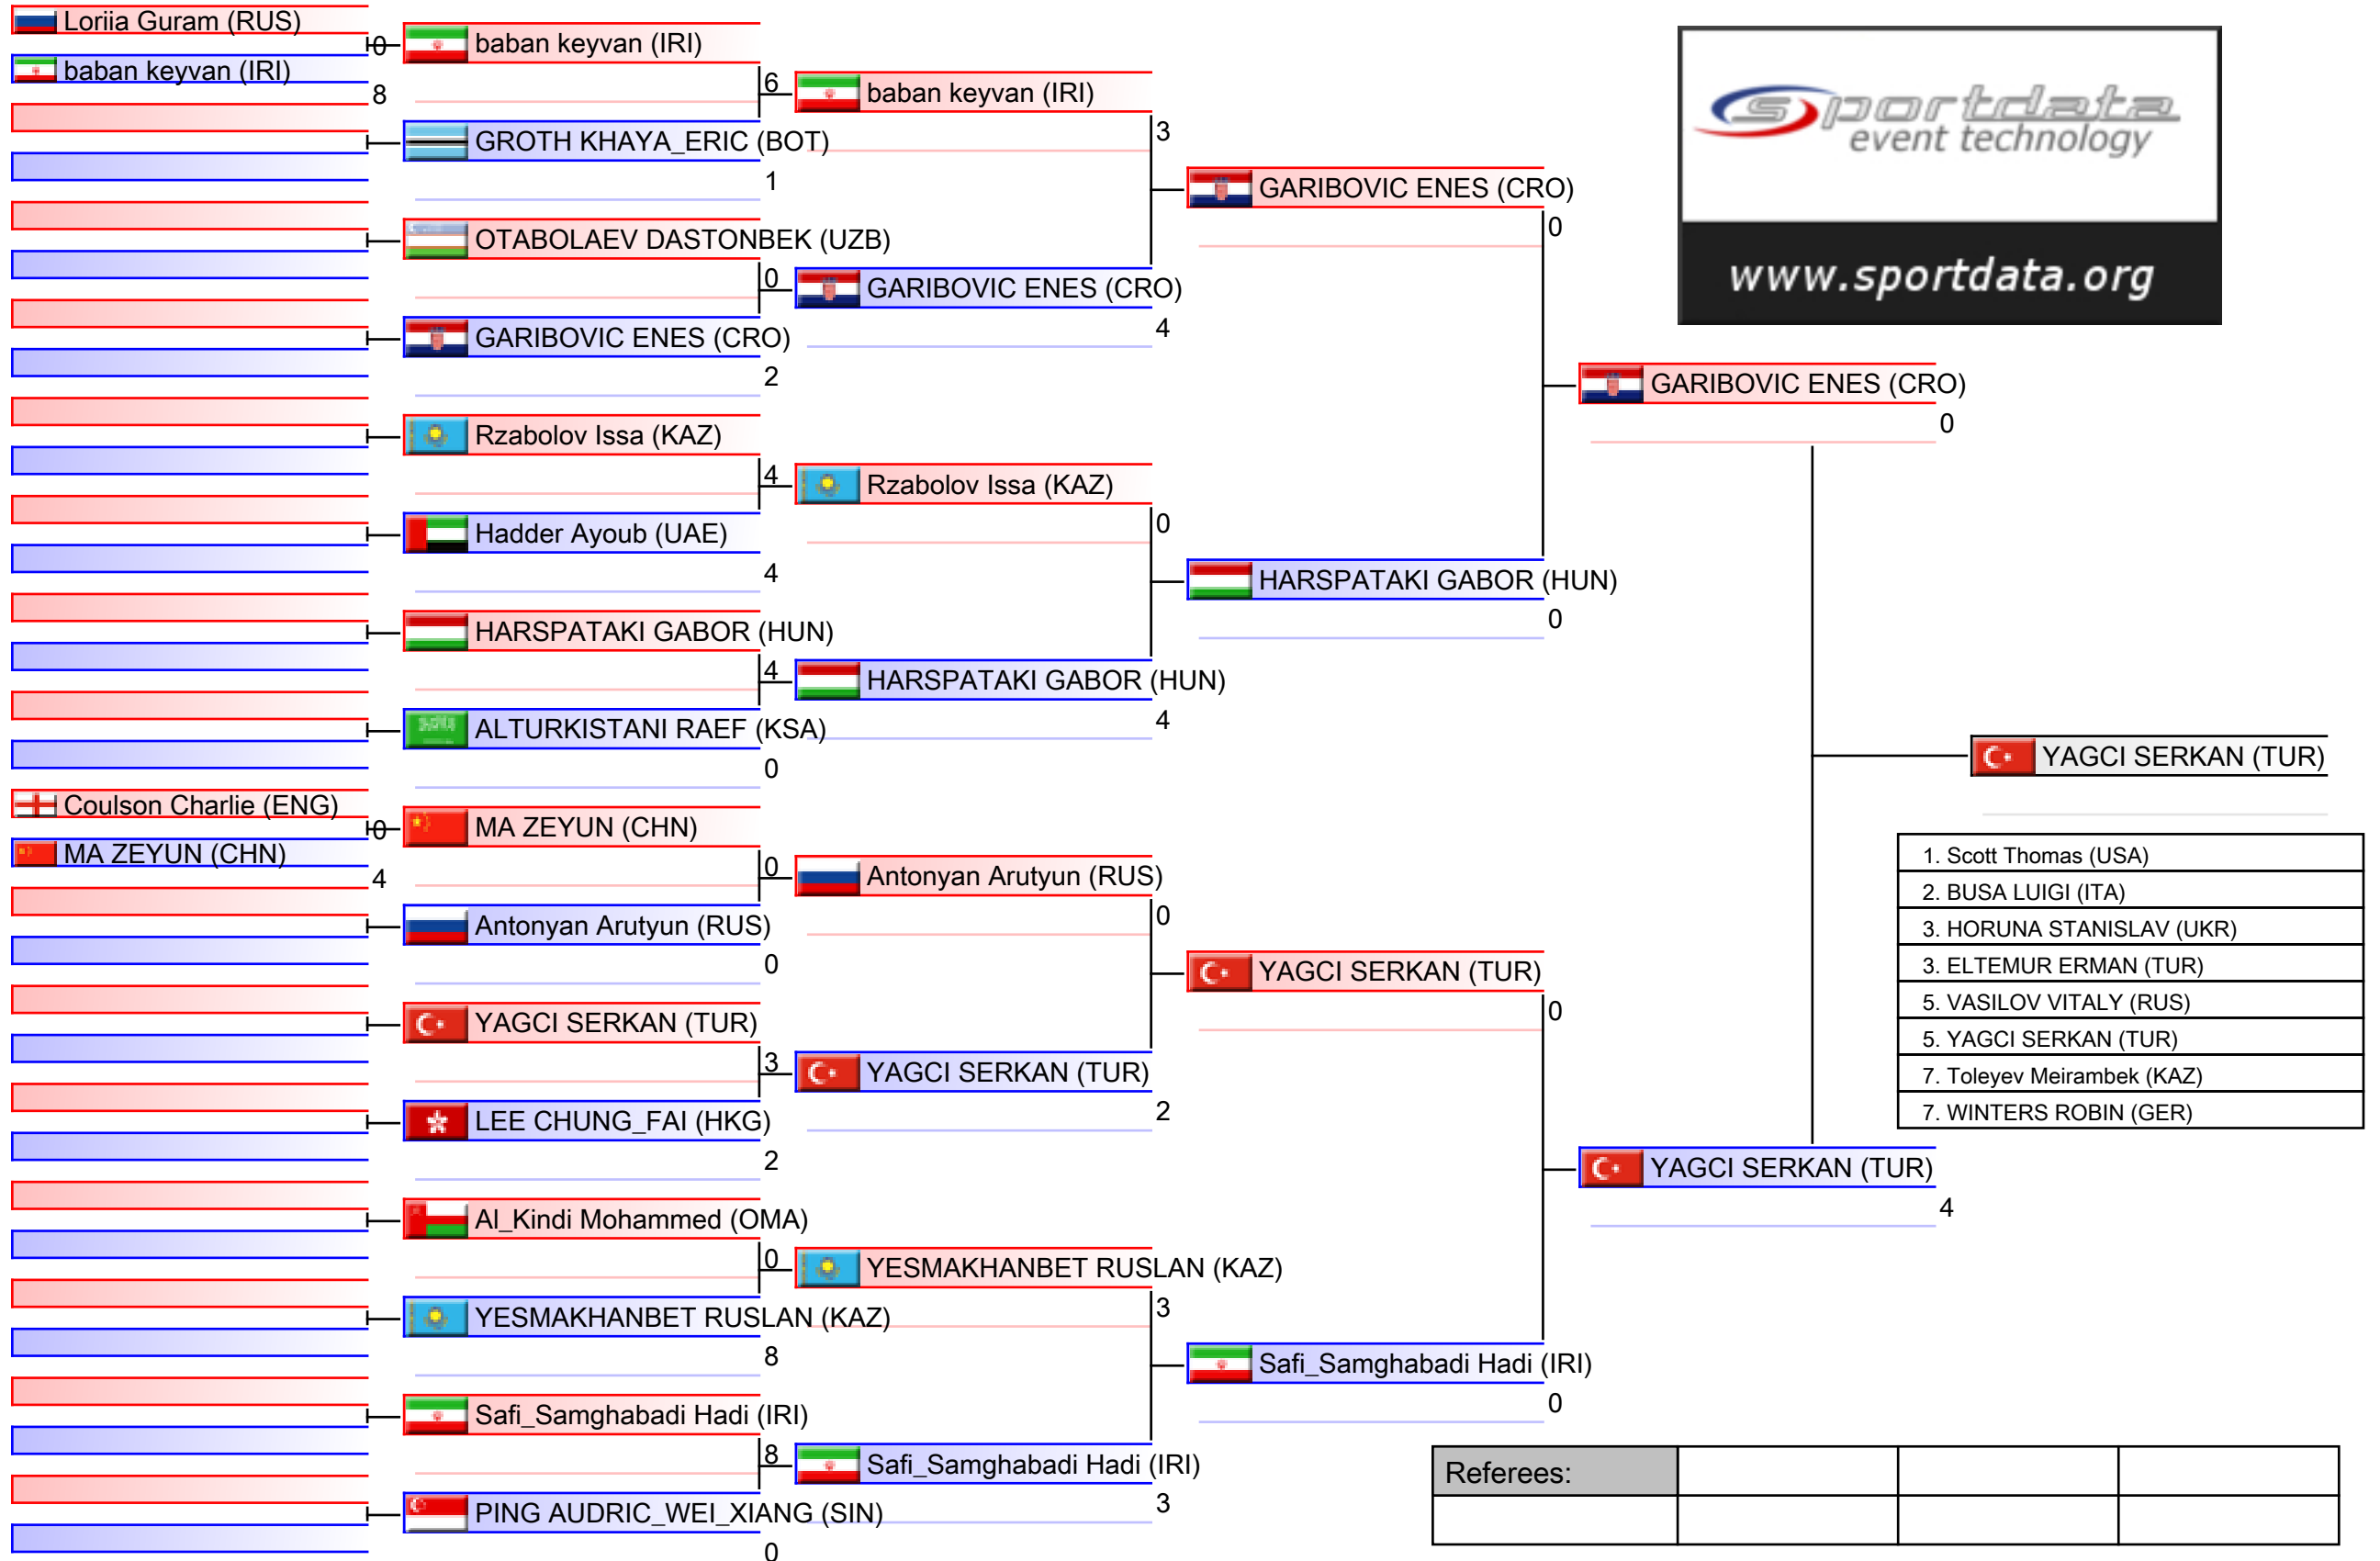 Loriia Guram (RUS)
0
baban keyvan (IRI)
8
baban keyvan (IRI)
6
GROTH KHAYA_ERIC (BOT)
1
OTABOLAEV DASTONBEK (UZB)
0
GARIBOVIC ENES (CRO)
2
Rzabolov Issa (KAZ)
4
Hadder Ayoub (UAE)
4
HARSPATAKI GABOR (HUN)
4
ALTURKISTANI RAEF (KSA)
0
Coulson Charlie (ENG)
0
MA ZEYUN (CHN)
4
MA ZEYUN (CHN)
0
Antonyan Arutyun (RUS)
0
YAGCI SERKAN (TUR)
3
LEE CHUNG_FAI (HKG)
2
Al_Kindi Mohammed (OMA)
0
YESMAKHANBET RUSLAN (KAZ)
8
Safi_Samghabadi Hadi (IRI)
8
PING AUDRIC_WEI_XIANG (SIN)
0
baban keyvan (IRI)
3
GARIBOVIC ENES (CRO)
4
Rzabolov Issa (KAZ)
0
HARSPATAKI GABOR (HUN)
4
Antonyan Arutyun (RUS)
0
YAGCI SERKAN (TUR)
2
YESMAKHANBET RUSLAN (KAZ)
3
Safi_Samghabadi Hadi (IRI)
3
GARIBOVIC ENES (CRO)
0
HARSPATAKI GABOR (HUN)
0
YAGCI SERKAN (TUR)
0
Safi_Samghabadi Hadi (IRI)
0
GARIBOVIC ENES (CRO)
0
YAGCI SERKAN (TUR)
4
YAGCI SERKAN (TUR)
sportdata
event technology
www.sportdata.org
1. Scott Thomas (USA)
2. BUSA LUIGI (ITA)
3. HORUNA STANISLAV (UKR)
3. ELTEMUR ERMAN (TUR)
5. VASILOV VITALY (RUS)
5. YAGCI SERKAN (TUR)
7. Toleyev Meirambek (KAZ)
7. WINTERS ROBIN (GER)
Referees: